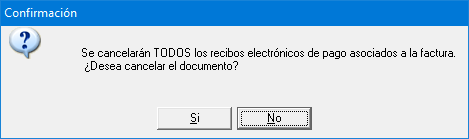 Confirmación
Se cancelarán TODOS los recibos electrónicos de pago asociados a la factura.
¿Desea cancelar el documento?
Si No